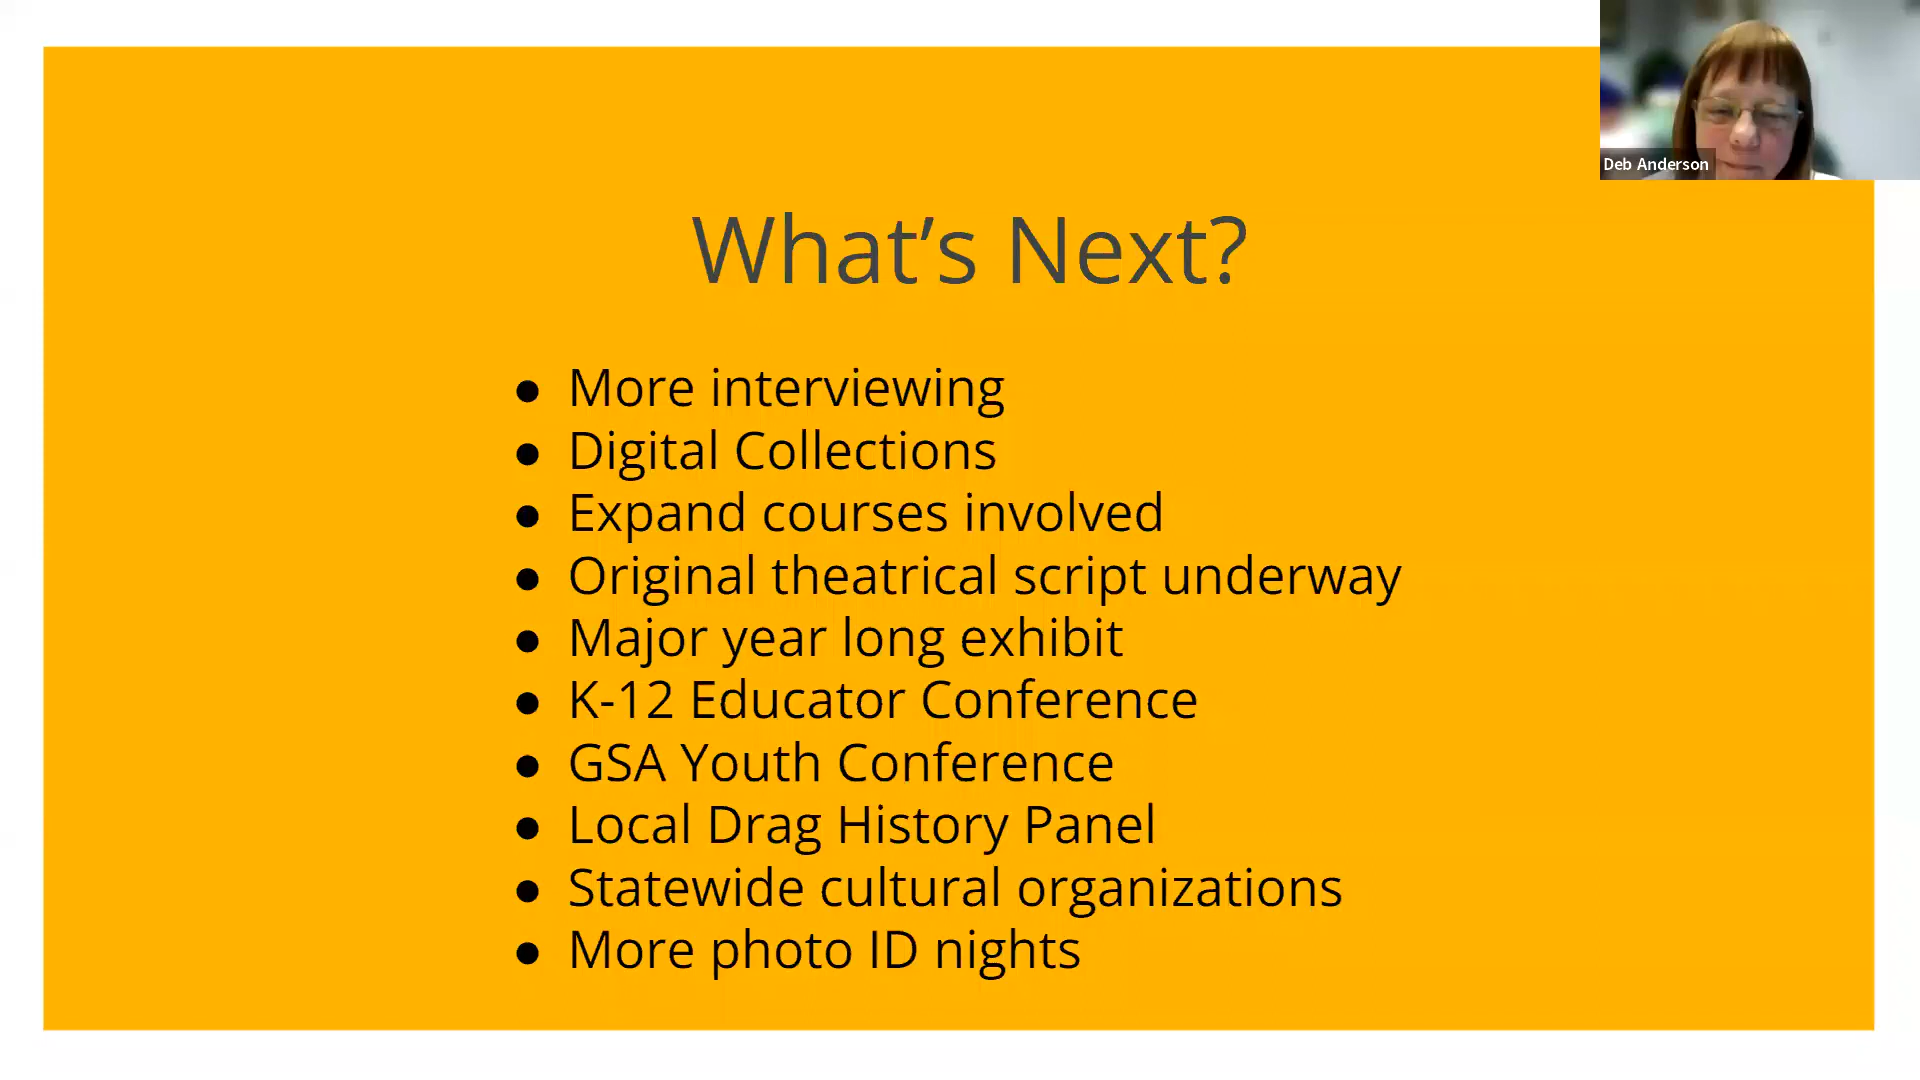 Deb Anderson
What’s Next?
● More interviewing
● Digital Collections
● Expand courses involved
● Original theatrical script underway
● Major year long exhibit
● K-12 Educator Conference
● GSA Youth Conference
● Local Drag History Panel
● Statewide cultural organizations
● More photo ID nights